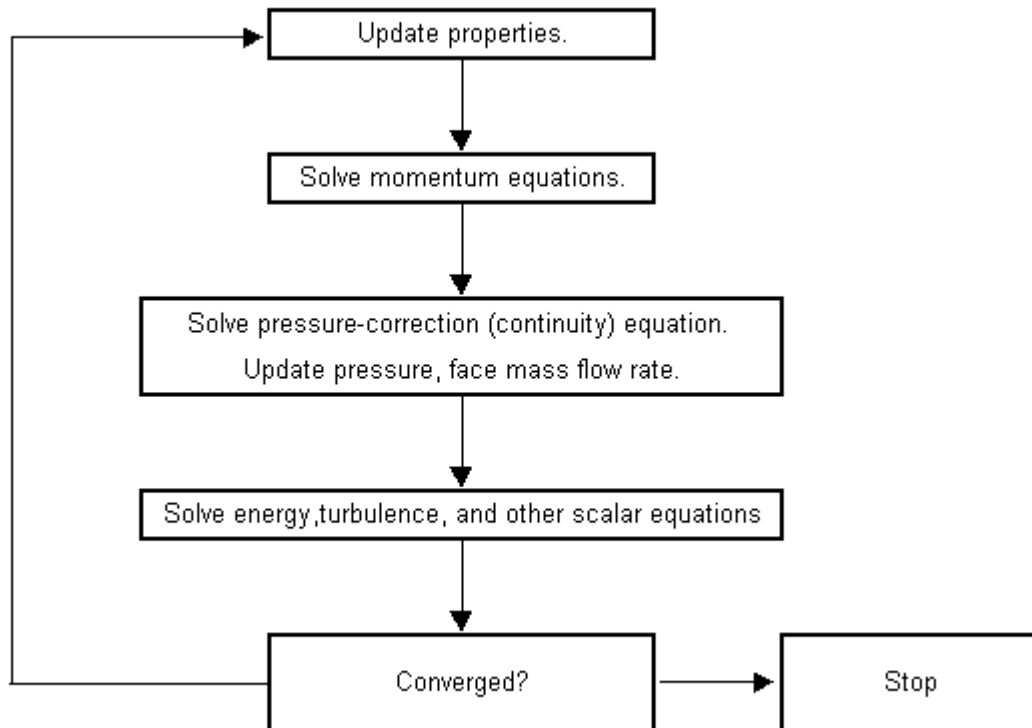 Update properties.
Solve momentum equations.
Solve pressure-correction (continuity) equation.
Update pressure, face mass flow rate.
Solve energy,turbulence, and other scalar equations
Converged?
Stop